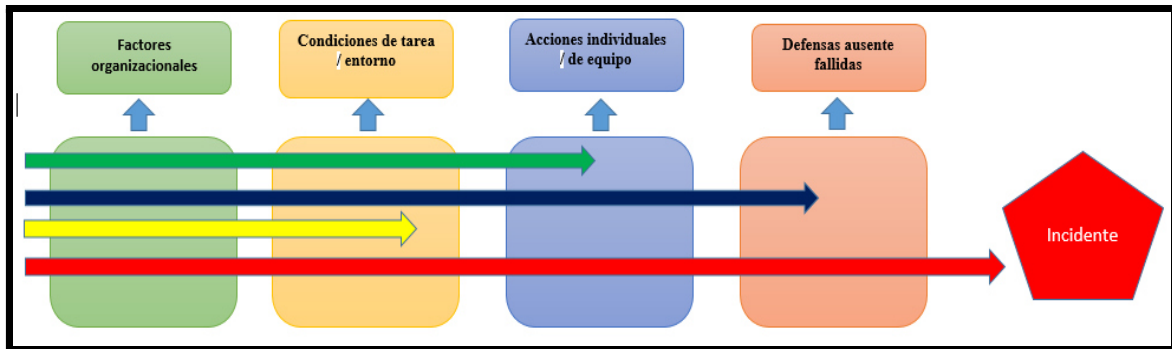 Factores
organizacionales
Condiciones de tarea
/ entorno
Acciones individuales
/ de equipo
Defensas ausente
fallidas
Incidente